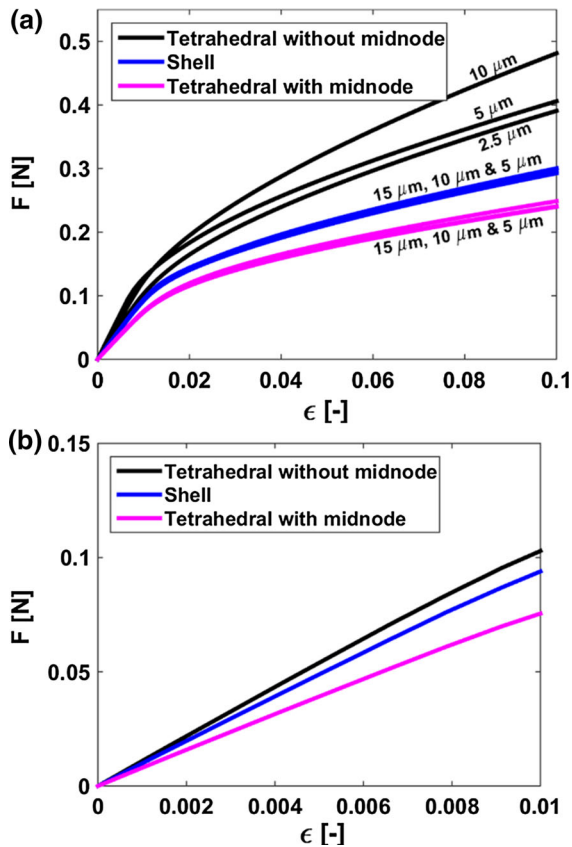 (a)
F [N]
0.5
0.4
0.3
0.2
0.1
0
Tetrahedral without midnode
Shell
Tetrahedral with midnode
10 μm
5 μm
2.5 μm
15 μm, 10 μm & 5 μm
15 μm, 10 μm & 5 μm
0 0.02 0.04 0.06 0.08 0.1
ϵ [-]
(b)
F [N]
0.15
0.1
0.05
0
Tetrahedral without midnode
Shell
Tetrahedral with midnode
0 0.002 0.004 0.006 0.008 0.01
ϵ [-]